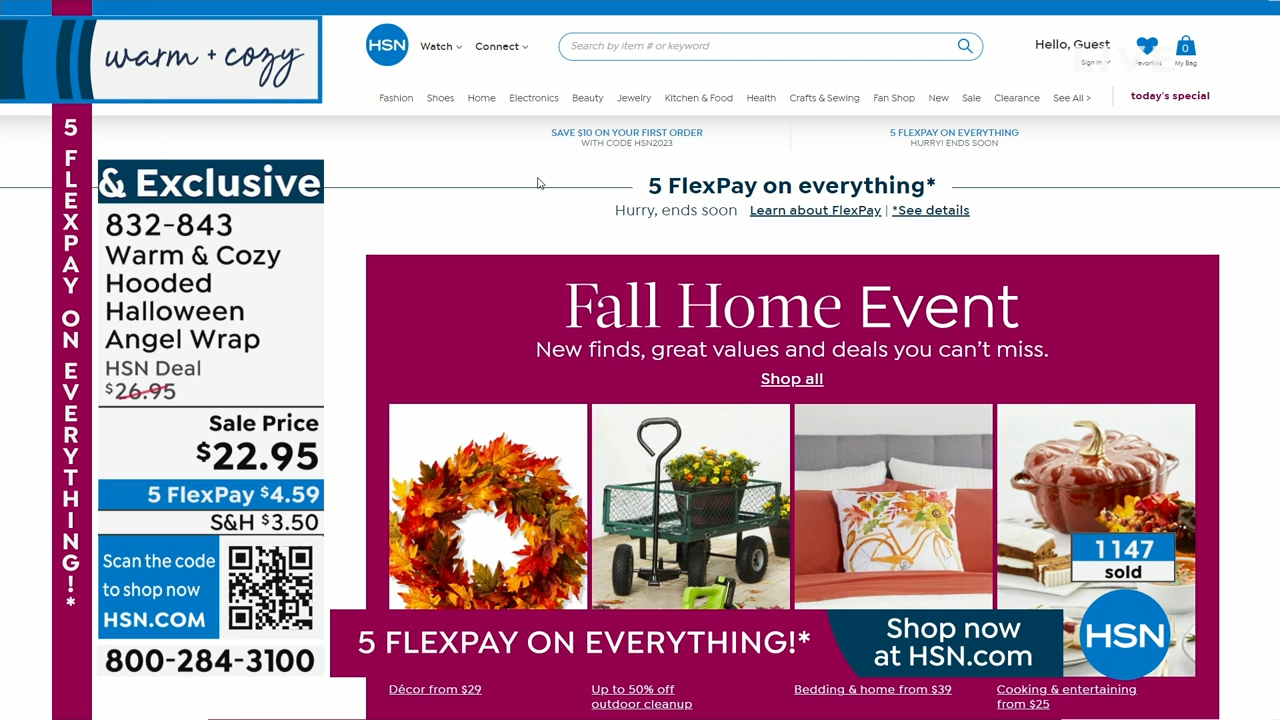 warm + cozy
5 FLEXPAY ON EVERYTHING!*
& Exclusive
832-843
Warm & Cozy
Hooded
Halloween
Angel Wrap
HSN Deal
$26.95
Sale Price
$22.95
5 FlexPay $4.59
S&H $3.50
Scan the code
to shop now
HSN.COM
800-284-3100
HSN
Watch
Connect
Search by item # or keyword
Hello, Guest
Sign In
Favorites
0
My Bag
Fashion Shoes Home Electronics Beauty Jewelry Kitchen & Food Health Crafts & Sewing Fan Shop New Sale Clearance See All >
today's special
SAVE $10 ON YOUR FIRST ORDER
WITH CODE HSN2023
5 FLEXPAY ON EVERYTHING
HURRY! ENDS SOON
5 FlexPay on everything*
Hurry, ends soon Learn about FlexPay | *See details
Fall Home Event
New finds, great values and deals you can't miss.
Shop all
1147
sold
5 FLEXPAY ON EVERYTHING!*
Shop now
at HSN.com
HSN
Décor from $29
Up to 50% off
outdoor cleanup
Bedding & home from $39
Cooking & entertaining
from $25